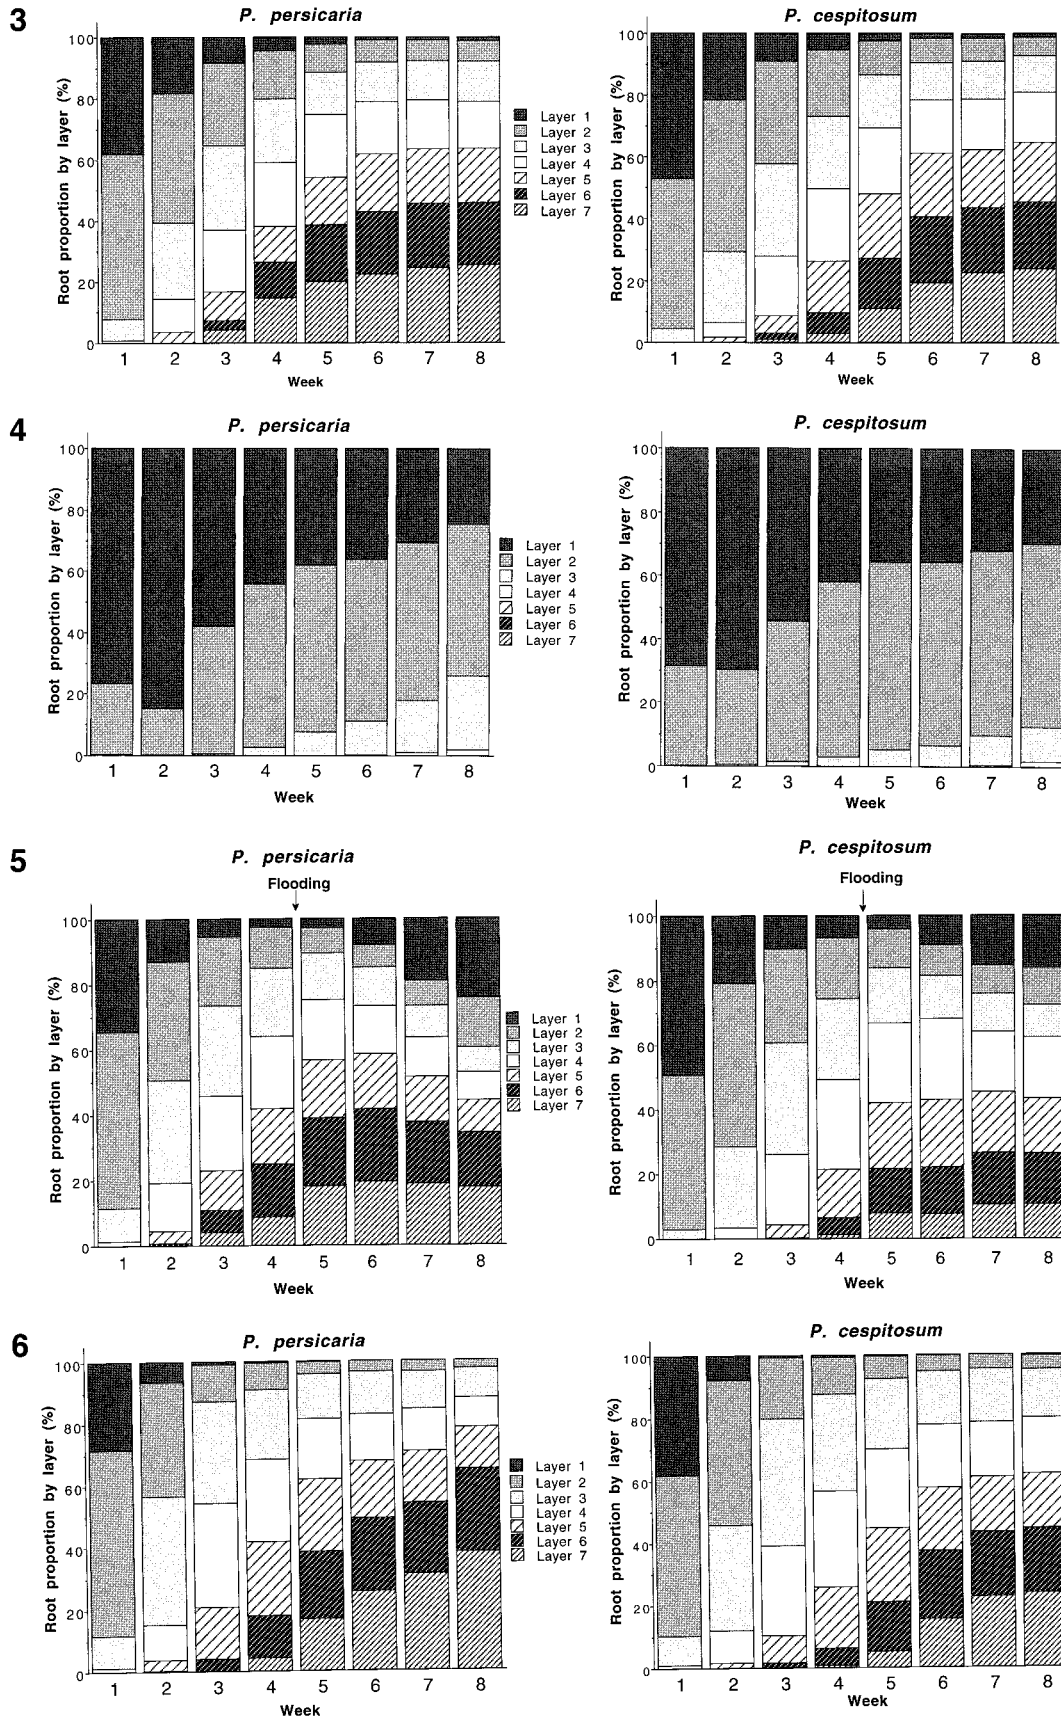 3
P. persicaria
Root proportion by layer (%)
100
80
60
40
20
0
1 2 3 4 5 6 7 8
Week
Layer 1
Layer 2
Layer 3
Layer 4
Layer 5
Layer 6
Layer 7
P. cespitosum
Root proportion by layer (%)
100
80
60
40
20
0
1 2 3 4 5 6 7 8
Week
4
P. persicaria
Root proportion by layer (%)
100
80
60
40
20
0
1 2 3 4 5 6 7 8
Week
Layer 1
Layer 2
Layer 3
Layer 4
Layer 5
Layer 6
Layer 7
P. cespitosum
Root proportion by layer (%)
100
80
60
40
20
0
1 2 3 4 5 6 7 8
Week
5
P. persicaria
Flooding
Root proportion by layer (%)
100
80
60
40
20
0
1 2 3 4 5 6 7 8
Week
Layer 1
Layer 2
Layer 3
Layer 4
Layer 5
Layer 6
Layer 7
P. cespitosum
Flooding
Root proportion by layer (%)
100
80
60
40
20
0
1 2 3 4 5 6 7 8
Week
6
P. persicaria
Root proportion by layer (%)
100
80
60
40
20
0
1 2 3 4 5 6 7 8
Week
Layer 1
Layer 2
Layer 3
Layer 4
Layer 5
Layer 6
Layer 7
P. cespitosum
Root proportion by layer (%)
100
80
60
40
20
0
1 2 3 4 5 6 7 8
Week